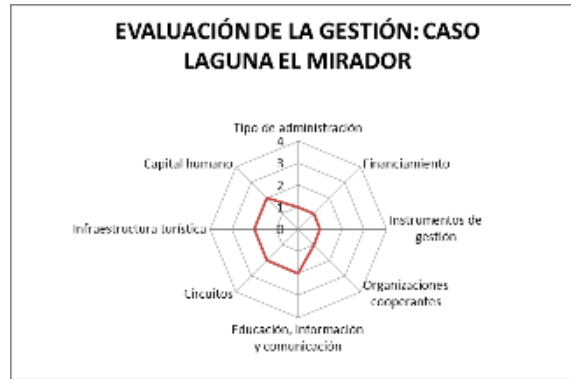 EVALUACIÓN DE LA GESTIÓN: CASO
LAGUNA EL MIRADOR
Tipo de administración
4
3
2
1
0
Capital humano
Financiamiento
Infraestructura turística
Instrumentos de
gestión
Circuitos
Organizaciones
cooperantes
Educación, información
y comunicación